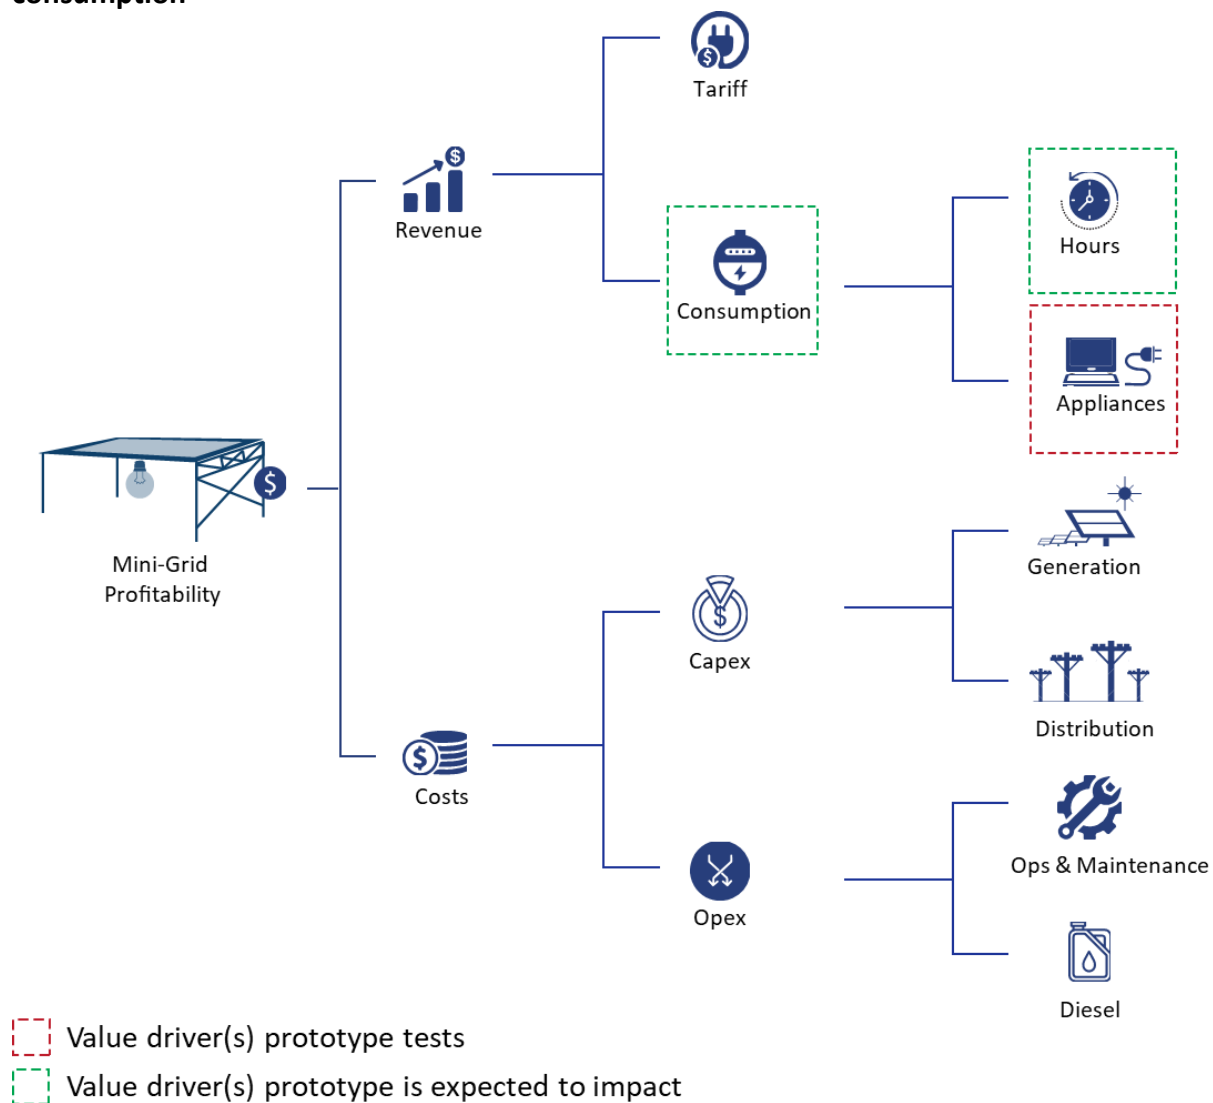 consumption
Tariff
Revenue
Consumption
Hours
Appliances
Mini-Grid
Profitability
Generation
Capex
Distribution
Costs
Ops & Maintenance
Opex
Diesel
Value driver(s) prototype tests
Value driver(s) prototype is expected to impact